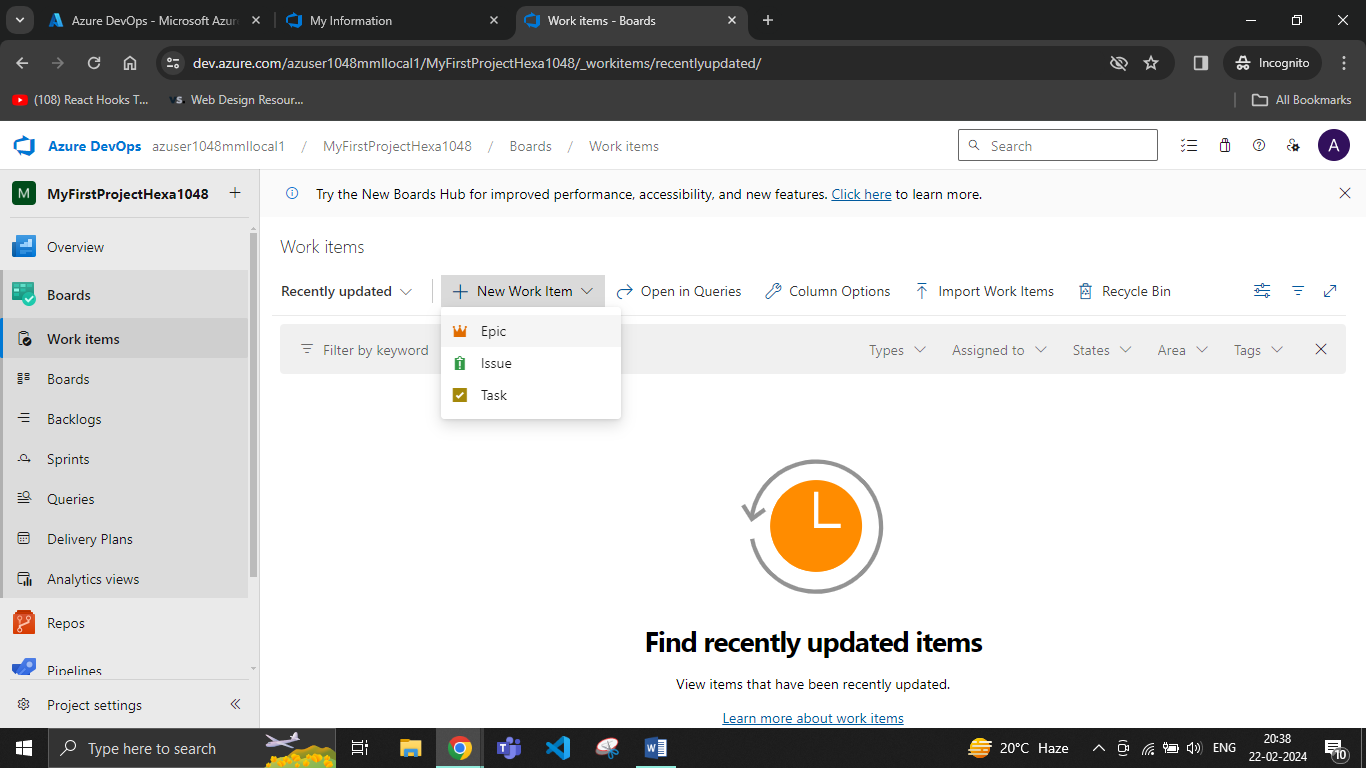 Azure DevOps - Microsoft Azure
My Information
Work items - Boards
dev.azure.com/azuser1048mmllocal1/MyFirstProjectHexa1048/_workitems/recentlyupdated/
Incognito
(108) React Hooks T...
VS.
Web Design Resour...
All Bookmarks
Azure DevOps
azuser1048mmllocal1 / MyFirstProjectHexa1048 / Boards / Work items
Search
A
M
MyFirstProjectHexa1048
Try the New Boards Hub for improved performance, accessibility, and new features. Click here to learn more.
Overview
Boards
Work items
Boards
Backlogs
Sprints
Queries
Delivery Plans
Analytics views
Repos
Pipelines
Project settings
Work items
Recently updated
New Work Item
Open in Queries
Column Options
Import Work Items
Recycle Bin
Epic
Issue
Task
Filter by keyword
Types
Assigned to
States
Area
Tags
Find recently updated items
View items that have been recently updated.
Learn more about work items
Type here to search
20°C Haze
ENG
20:38
22-02-2024
10